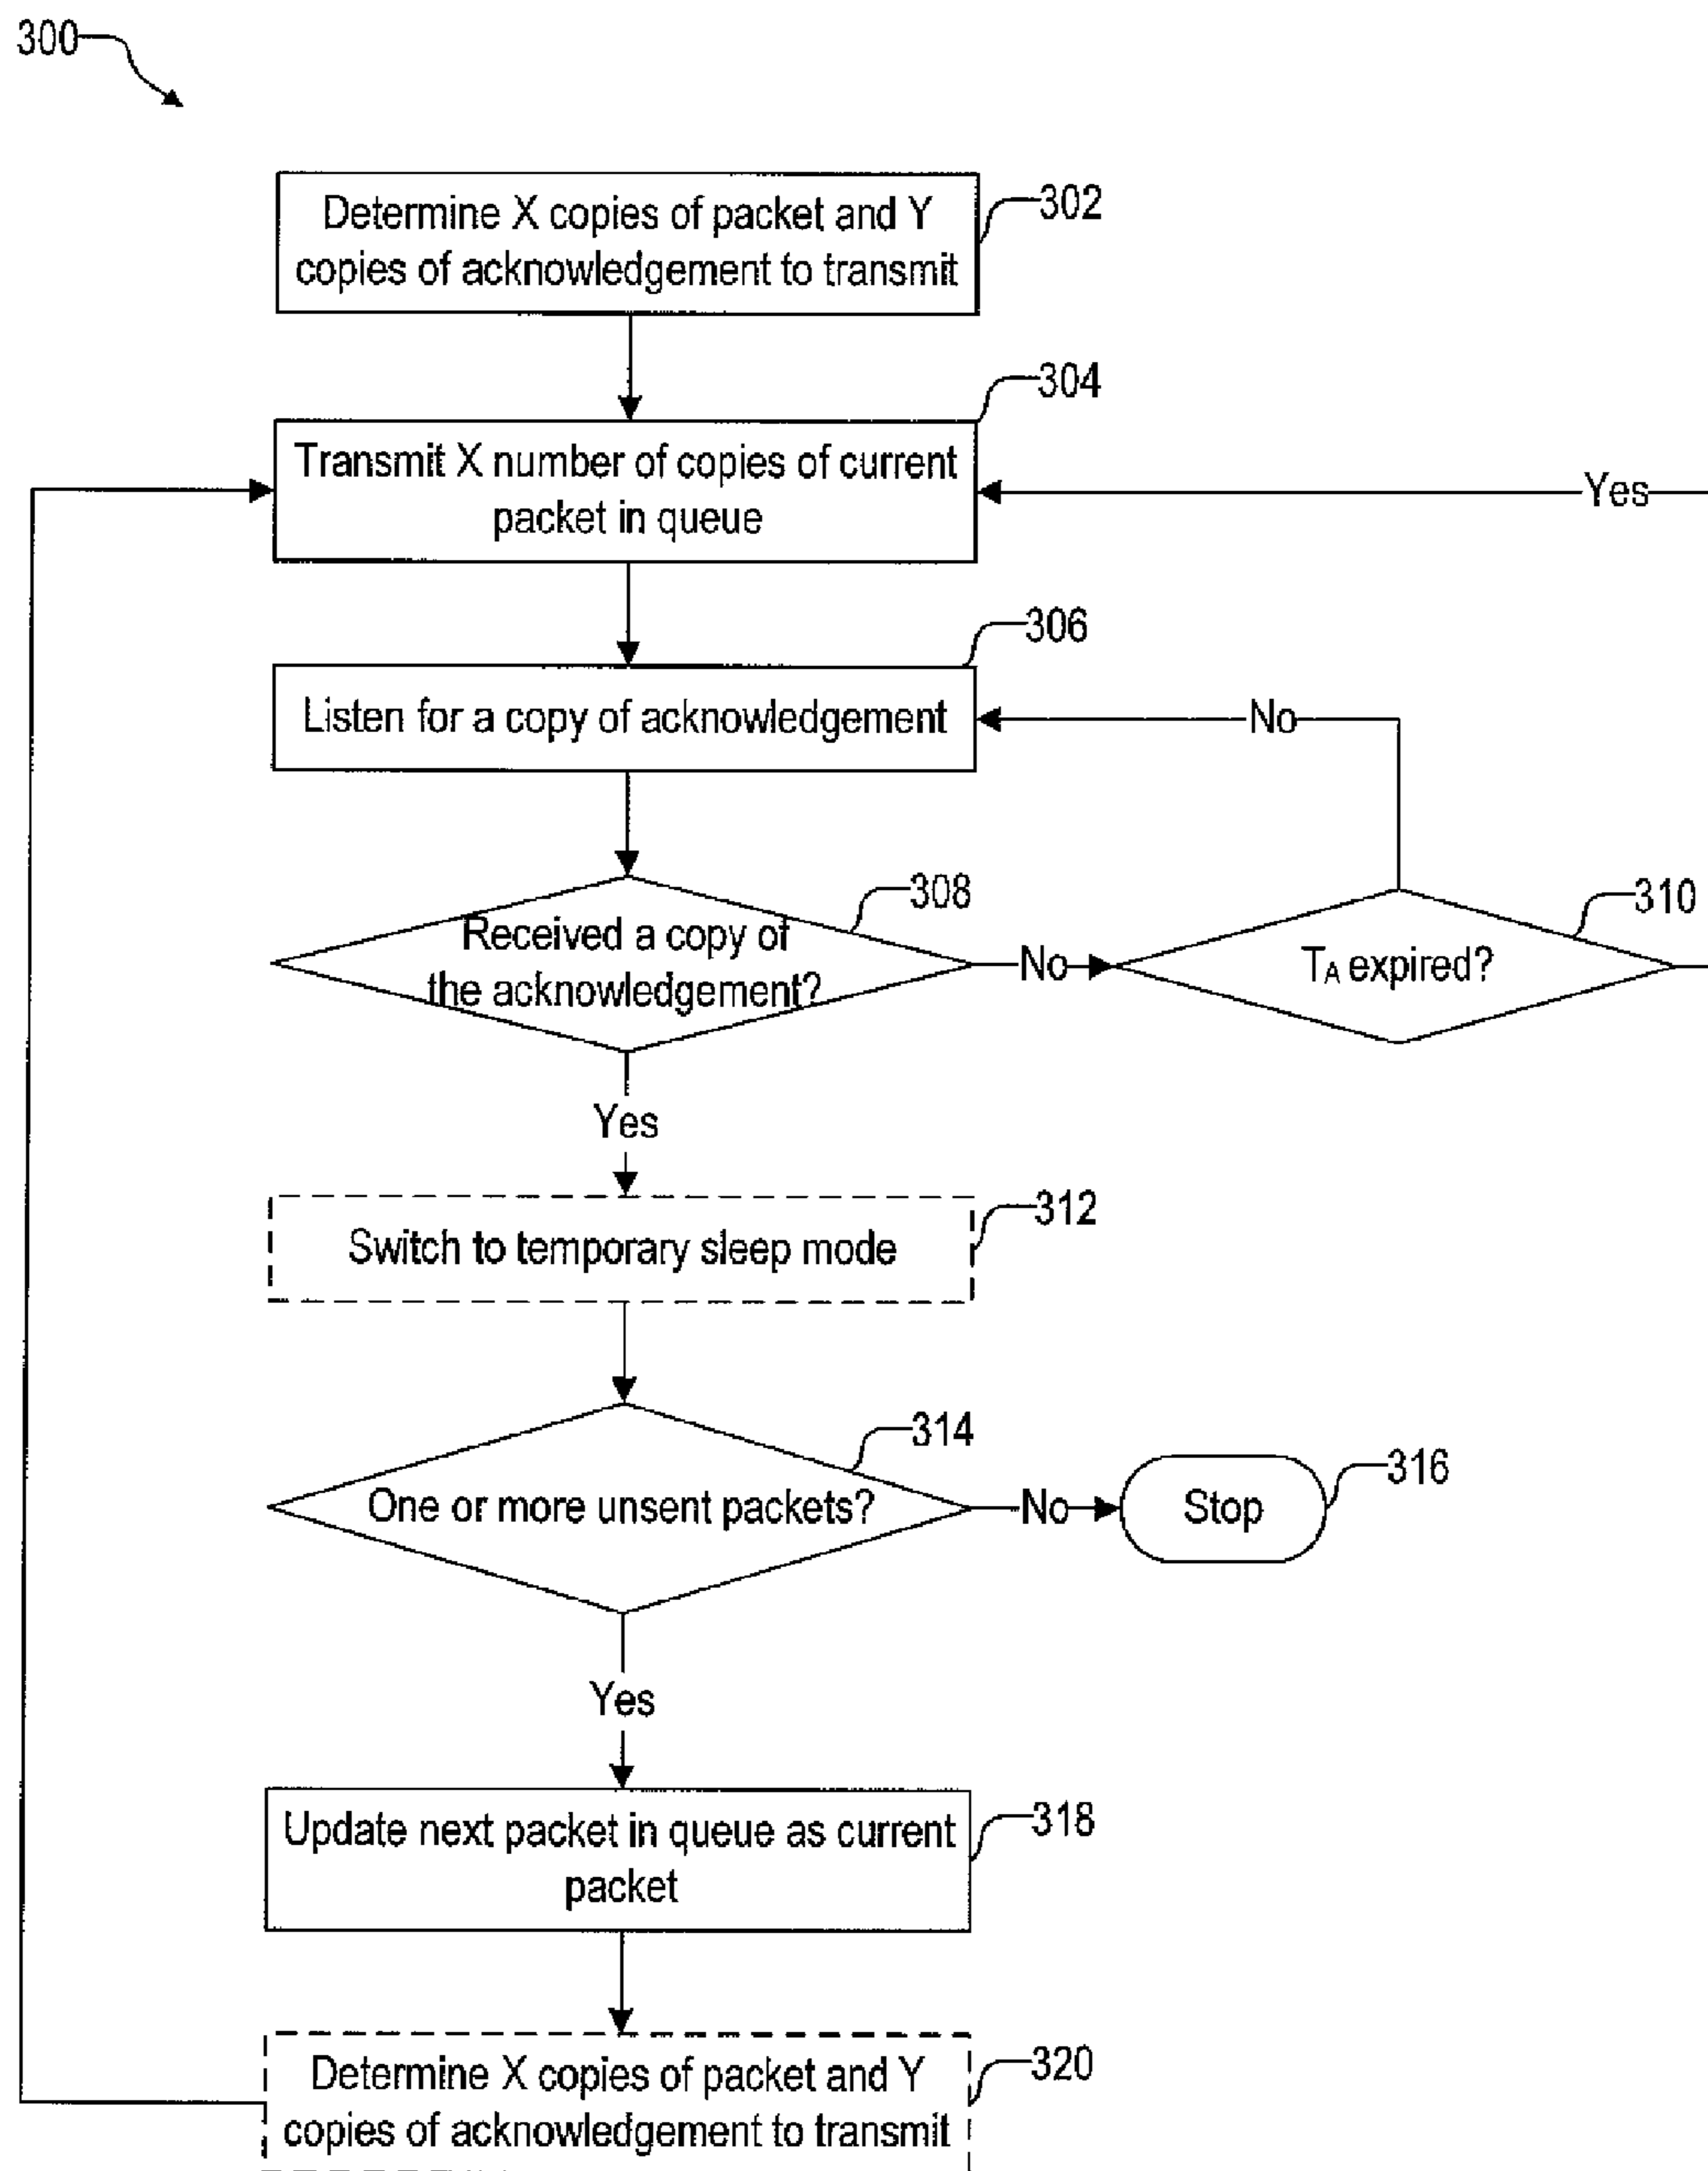 300
Determine X copies of packet and Y
copies of acknowledgement to transmit
302
304
Transmit X number of copies of current
packet in queue
Yes
306
Listen for a copy of acknowledgement
No
308
Received a copy of
the acknowledgement?
No
310
TA expired?
Yes
312
Switch to temporary sleep mode
314
One or more unsent packets?
No
316
Stop
Yes
Update next packet in queue as current
packet
318
Determine X copies of packet and Y
copies of acknowledgement to transmit
320